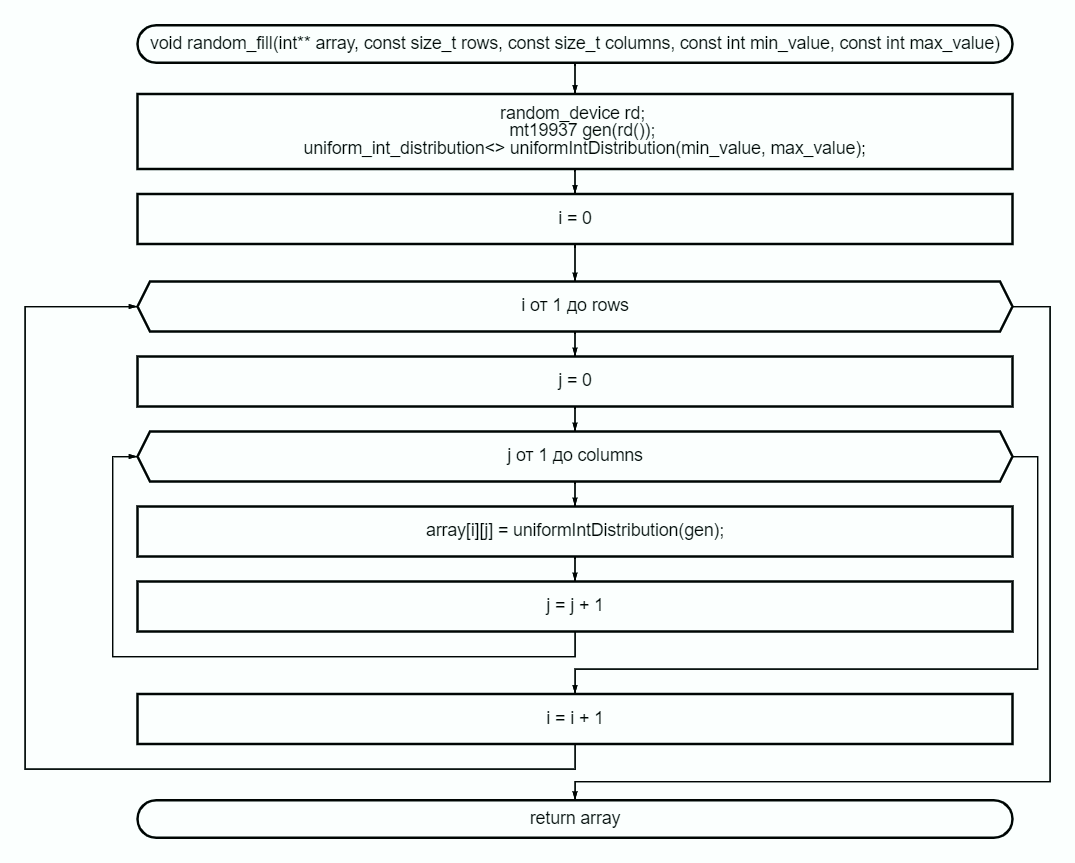 void random_fill(int** array, const size_t rows, const size_t columns, const int min_value, const int max_value)
random_device rd;
mt19937 gen(rd());
uniform_int_distribution<> uniformIntDistribution(min_value, max_value);
i = 0
i от 1 до rows
j = 0
j от 1 до columns
array[i][j] = uniformIntDistribution(gen);
j = j + 1
i = i + 1
return array